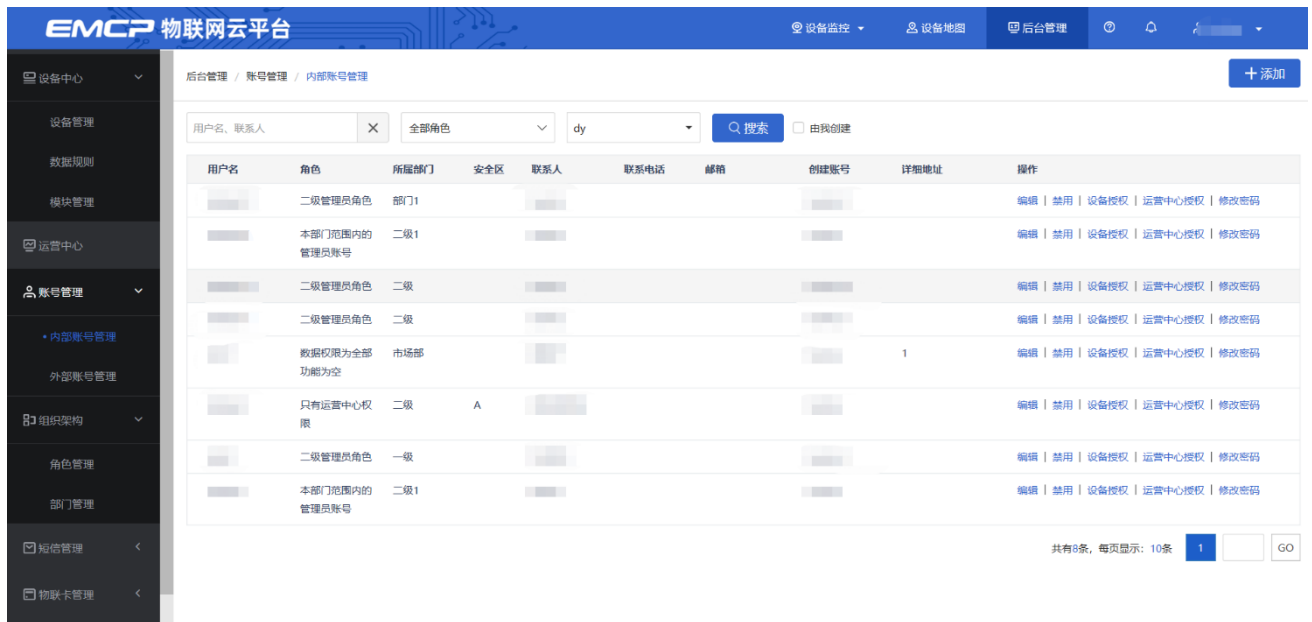 EMCP 物联网云平台
设备监控
设备地图
后台管理
设备中心
后台管理 / 账号管理 / 内部账号管理
添加
设备管理
用户名、联系人
全部角色
dy
搜索
由我创建
数据规则
用户名 角色 所属部门 安全区 联系人 联系电话 邮箱 创建账号 详细地址 操作
模块管理
二级管理员角色 部门1 编辑 | 禁用 | 设备授权 | 运营中心授权 | 修改密码
运营中心
本部门范围内的 二级1 编辑 | 禁用 | 设备授权 | 运营中心授权 | 修改密码
管理员账号
账号管理
二级管理员角色 二级 编辑 | 禁用 | 设备授权 | 运营中心授权 | 修改密码
二级管理员角色 二级 编辑 | 禁用 | 设备授权 | 运营中心授权 | 修改密码
• 内部账号管理
数据权限为全部 市场部 1 编辑 | 禁用 | 设备授权 | 运营中心授权 | 修改密码
功能为空
外部账号管理
只有运营中心权 二级 A 编辑 | 禁用 | 设备授权 | 运营中心授权 | 修改密码
限
组织架构
二级管理员角色 一级 编辑 | 禁用 | 设备授权 | 运营中心授权 | 修改密码
角色管理
本部门范围内的 二级1 编辑 | 禁用 | 设备授权 | 运营中心授权 | 修改密码
管理员账号
部门管理
短信管理
共有8条，每页显示：10条 1 GO
物联卡管理